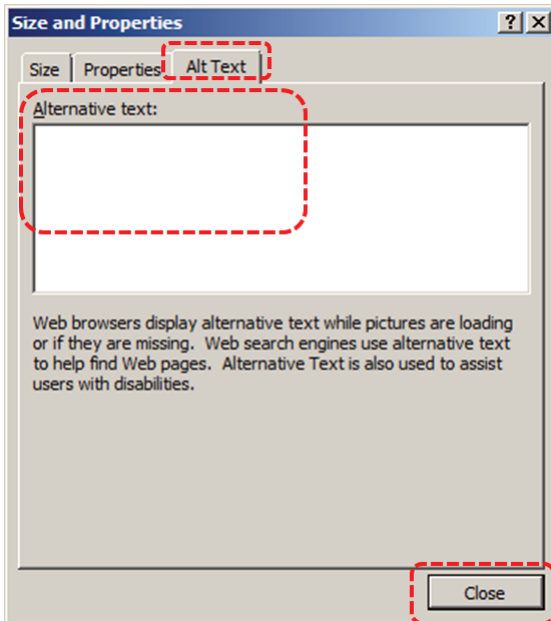 Size and Properties
Size Properties Alt Text
Alternative text:
Web browsers display alternative text while pictures are loading
or if they are missing. Web search engines use alternative text
to help find Web pages. Alternative Text is also used to assist
users with disabilities.
Close